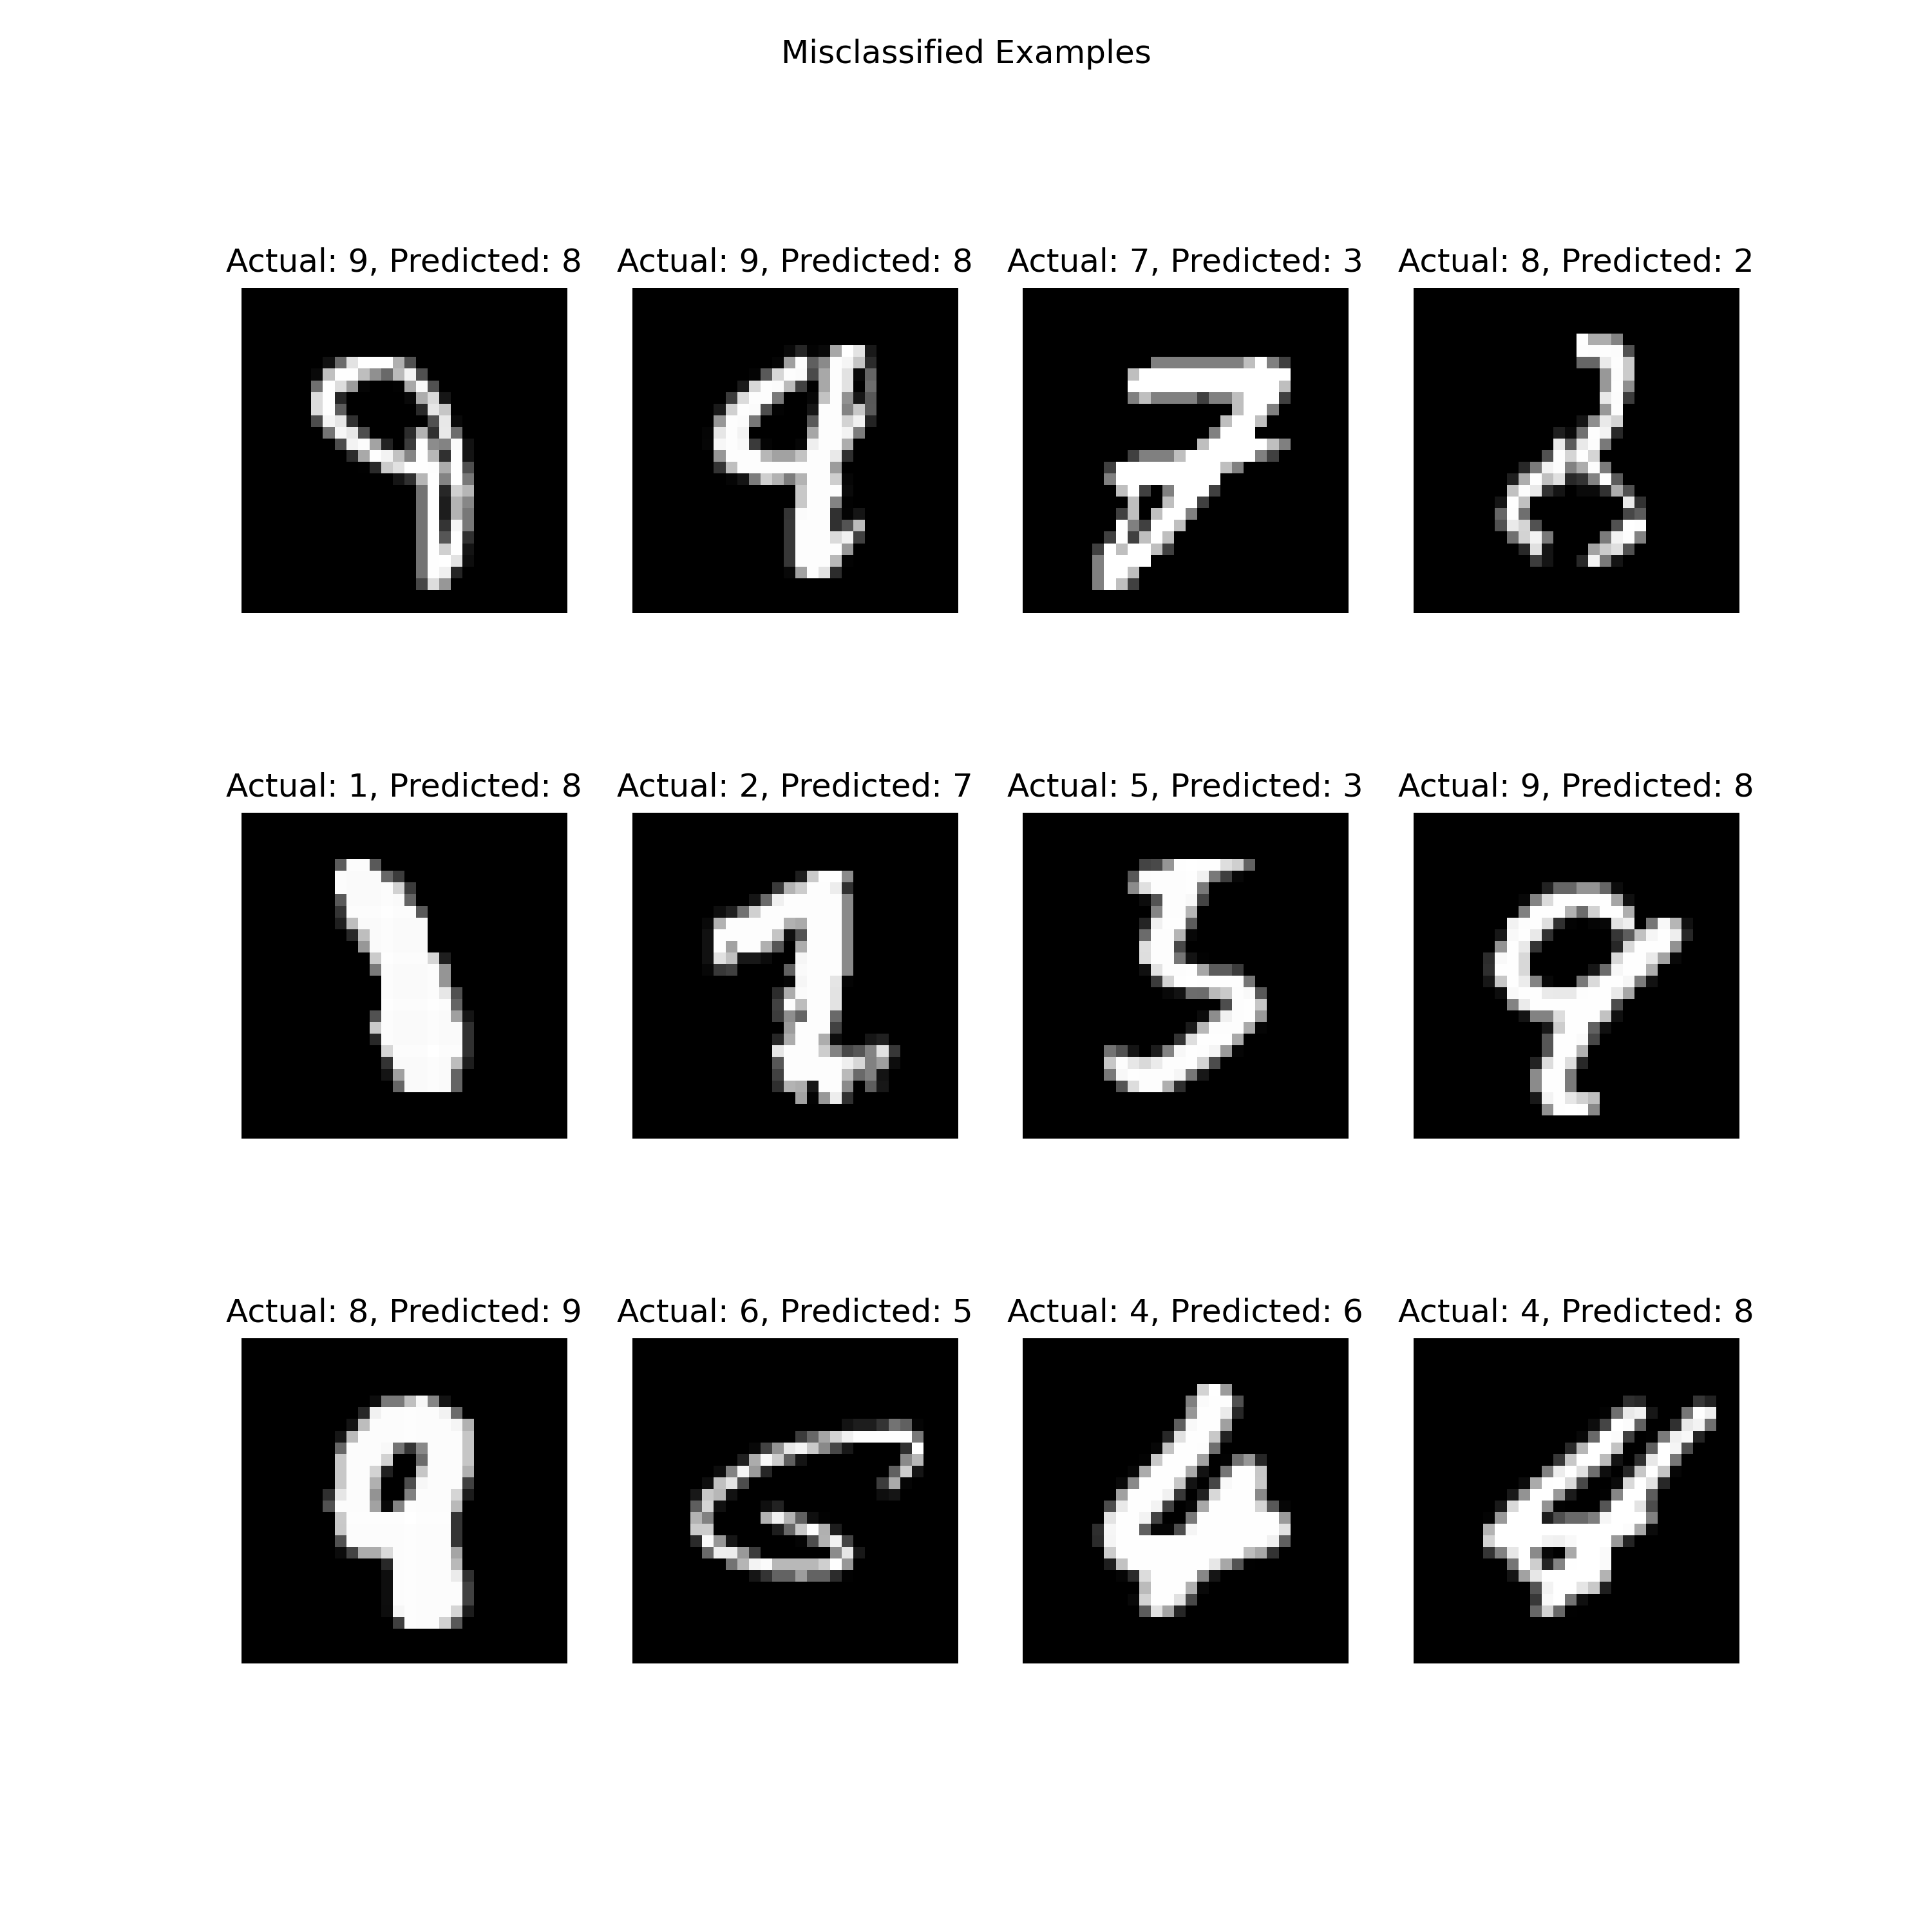 Misclassified Examples
Actual: 9, Predicted: 8
Actual: 9, Predicted: 8
Actual: 7, Predicted: 3
Actual: 8, Predicted: 2
Actual: 1, Predicted: 8
Actual: 2, Predicted: 7
Actual: 5, Predicted: 3
Actual: 9, Predicted: 8
Actual: 8, Predicted: 9
Actual: 6, Predicted: 5
Actual: 4, Predicted: 6
Actual: 4, Predicted: 8